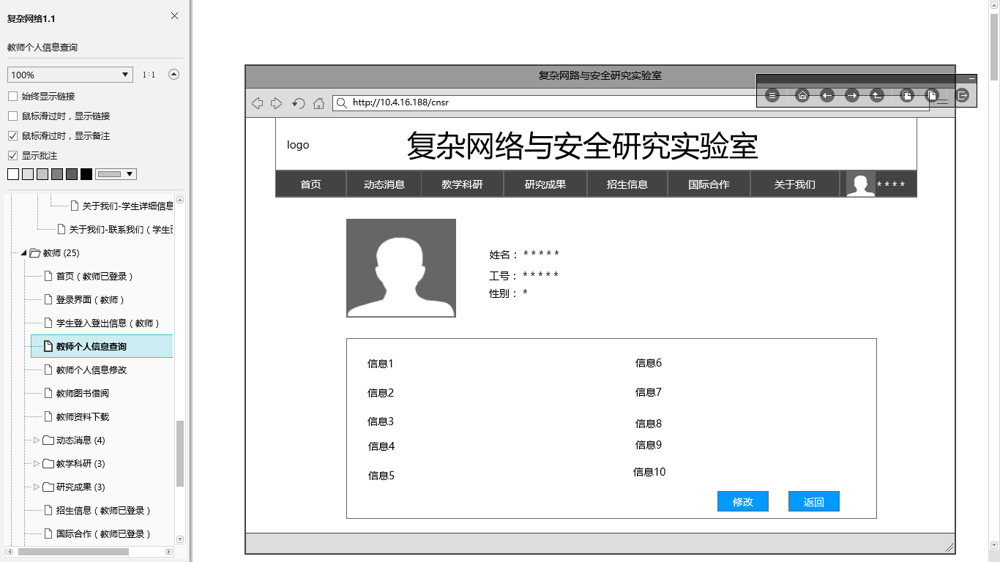 复杂网络1.1
教师个人信息查询
100%
1:1
始终显示链接
鼠标滑过时，显示链接
鼠标滑过时，显示备注
显示批注
关于我们-学生详细信息
关于我们-联系我们（学生已
教师 (25)
首页（教师已登录）
登录界面（教师）
学生登入登出信息（教师）
教师个人信息查询
教师个人信息修改
教师图书借阅
教师资料下载
动态消息 (4)
教学科研 (3)
研究成果 (3)
招生信息（教师已登录）
国际合作（教师已登录）
复杂网路与安全研究实验室
http://10.4.16.188/cnsr
logo
复杂网络与安全研究实验室
首页 动态消息 教学科研 研究成果 招生信息 国际合作 关于我们 * * * *
姓名： * * * * *
工号： * * * * *
性别： *
信息1 信息6
信息2 信息7
信息3 信息8
信息4 信息9
信息5 信息10
修改 返回